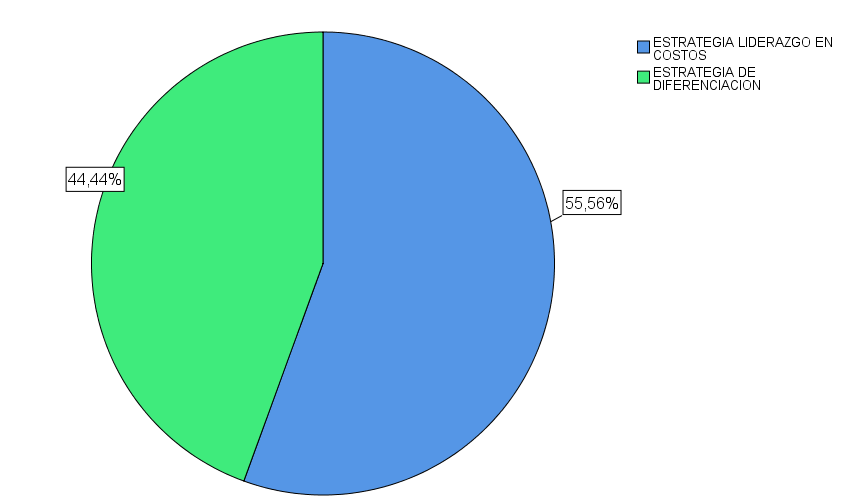 ESTRATEGIA LIDERAZGO EN
COSTOS
ESTRATEGIA DE
DIFERENCIACION
44,44%
55,56%